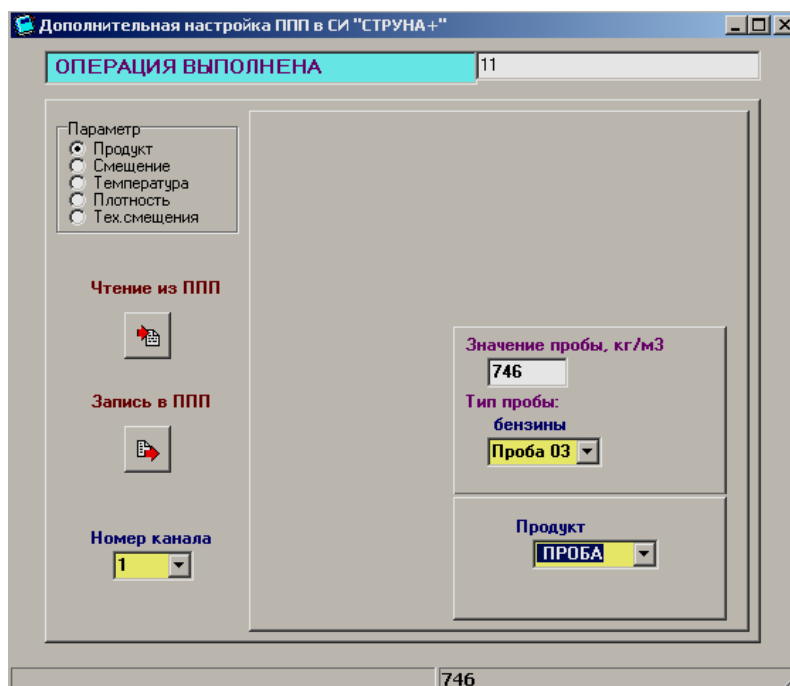 Дополнительная настройка ППП в СИ "СТРУНА+"
ОПЕРАЦИЯ ВЫПОЛНЕНА
11
Параметр
Продукт
Смещение
Температура
Плотность
Тех.смещения
Чтение из ППП
Запись в ППП
Номер канала
1
Значение пробы, кг/м3
746
Тип пробы:
бензины
Проба 03
Продукт
ПРОБА
746